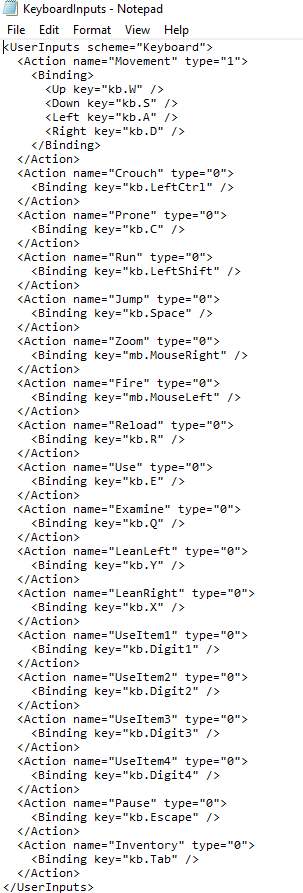 KeyboardInputs - Notepad
File Edit Format View Help
<UserInputs scheme="Keyboard">
  <Action name="Movement" type="1">
    <Binding>
      <Up key="kb.W" />
      <Down key="kb.S" />
      <Left key="kb.A" />
      <Right key="kb.D" />
    </Binding>
  </Action>
  <Action name="Crouch" type="0">
    <Binding key="kb.LeftCtrl" />
  </Action>
  <Action name="Prone" type="0">
    <Binding key="kb.C" />
  </Action>
  <Action name="Run" type="0">
    <Binding key="kb.LeftShift" />
  </Action>
  <Action name="Jump" type="0">
    <Binding key="kb.Space" />
  </Action>
  <Action name="Zoom" type="0">
    <Binding key="mb.MouseRight" />
  </Action>
  <Action name="Fire" type="0">
    <Binding key="mb.MouseLeft" />
  </Action>
  <Action name="Reload" type="0">
    <Binding key="kb.R" />
  </Action>
  <Action name="Use" type="0">
    <Binding key="kb.E" />
  </Action>
  <Action name="Examine" type="0">
    <Binding key="kb.Q" />
  </Action>
  <Action name="LeanLeft" type="0">
    <Binding key="kb.Y" />
  </Action>
  <Action name="LeanRight" type="0">
    <Binding key="kb.X" />
  </Action>
  <Action name="UseItem1" type="0">
    <Binding key="kb.Digit1" />
  </Action>
  <Action name="UseItem2" type="0">
    <Binding key="kb.Digit2" />
  </Action>
  <Action name="UseItem3" type="0">
    <Binding key="kb.Digit3" />
  </Action>
  <Action name="UseItem4" type="0">
    <Binding key="kb.Digit4" />
  </Action>
  <Action name="Pause" type="0">
    <Binding key="kb.Escape" />
  </Action>
  <Action name="Inventory" type="0">
    <Binding key="kb.Tab" />
  </Action>
</UserInputs>